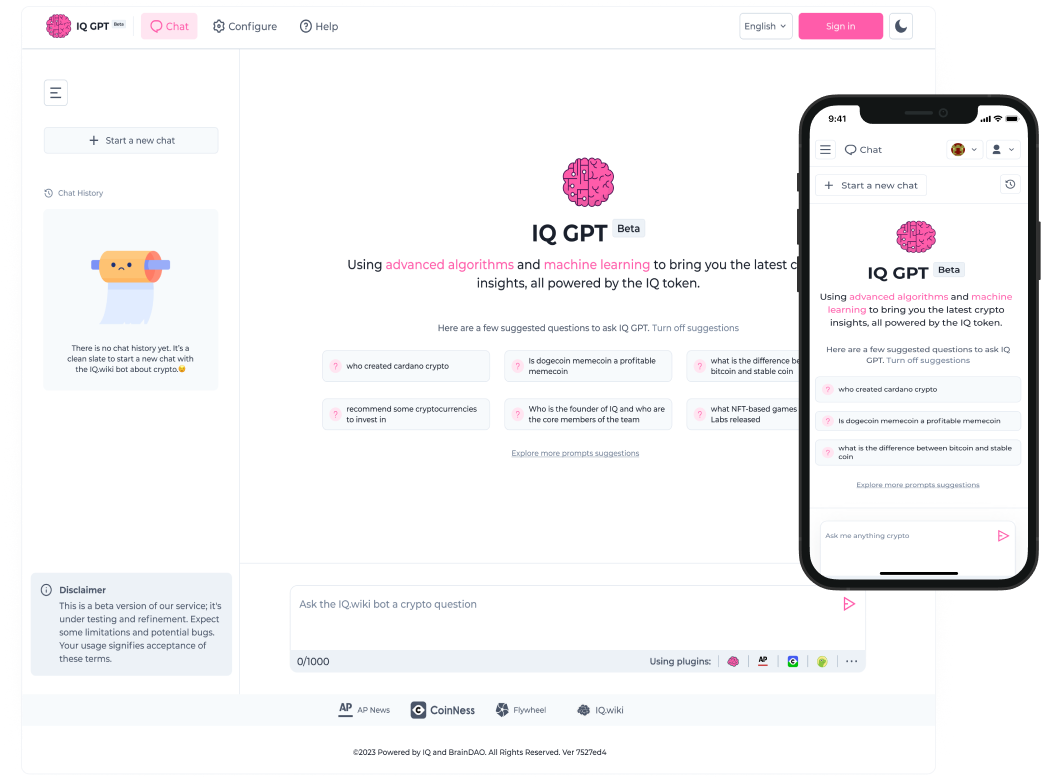 IQ GPT Beta
Chat
Configure
Help
English
Sign in
Start a new chat
Chat History
There is no chat history yet. It's a
clean slate to start a new chat with
the IQ.wiki bot about crypto.😺
Disclaimer
This is a beta version of our service; it's
under testing and refinement. Expect
some limitations and potential bugs.
Your usage signifies acceptance of
these terms.
IQ GPT Beta
Using advanced algorithms and machine learning to bring you the latest c
insights, all powered by the IQ token.
Here are a few suggested questions to ask IQ GPT. Turn off suggestions
? who created cardano crypto
? Is dogecoin memecoin a profitable
memecoin
? what is the difference be
bitcoin and stable coin
? recommend some cryptocurrencies
to invest in
? Who is the founder of IQ and who are
the core members of the team
? what NFT-based games
Labs released
Explore more prompts suggestions
Ask the IQ.wiki bot a crypto question
0/1000
Using plugins:
AP
AP AP News
CoinNess
Flywheel
IQ.wiki
©2023 Powered by IQ and BrainDAO. All Rights Reserved. Ver 7527ed4
9:41
Chat
Start a new chat
IQ GPT Beta
Using advanced algorithms and machine
learning to bring you the latest crypto
insights, all powered by the IQ token.
Here are a few suggested questions to ask IQ
GPT. Turn off suggestions
? who created cardano crypto
? Is dogecoin memecoin a profitable memecoin
? what is the difference between bitcoin and stable
coin
Explore more prompts suggestions
Ask me anything crypto